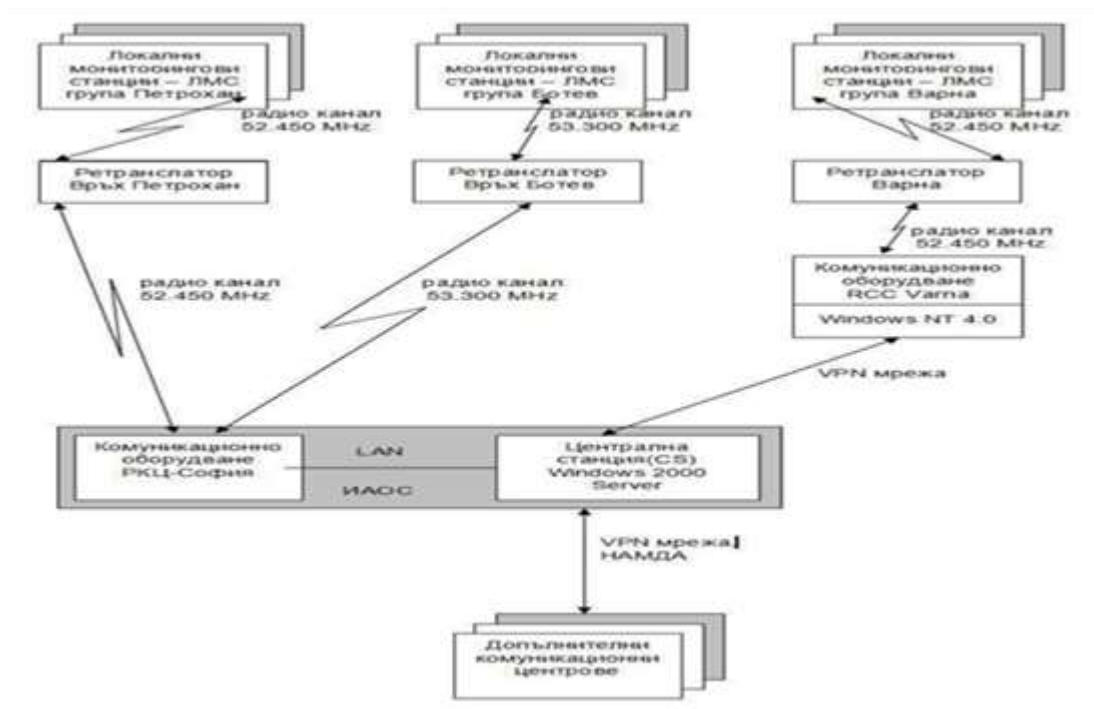 Локални
мониторингови
станции – ЛМС
група Петрохан
Локални
мониторингови
станции – ЛМС
група Ботев
Локални
мониторингови
станции – ЛМС
група Варна
радио канал
52.450 MHz
радио канал
53.300 MHz
радио канал
52.450 MHz
Ретранслатор
Връх Петрохан
Ретранслатор
Връх Ботев
Ретранслатор
Варна
радио канал
52.450 MHz
радио канал
52.450 MHz
радио канал
53.300 MHz
Комуникационно
оборудване
RCC Varna
Windows NT 4.0
VPN мрежа
Комуникационно
оборудване
РКЦ-София
LAN
ИАОС
Централна
станция(CS)
Windows 2000
Server
VPN мрежа
НАМДА
Допълнителни
комуникационни
центрове